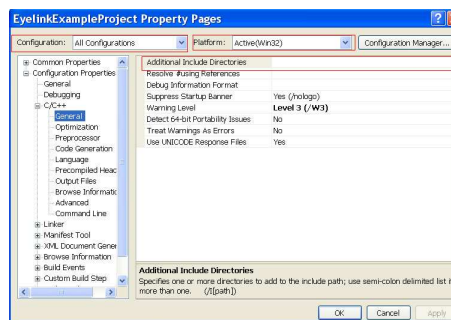 EyelinkExampleProject Property Pages
Configuration: All Configurations Platform: Active(Win32) Configuration Manager...
Common Properties
Configuration Properties
General
Debugging
C/C++
General
Optimization
Preprocessor
Code Generation
Language
Precompiled Head
Output Files
Browse Informatic
Advanced
Command Line
Linker
Manifest Tool
XML Document Gener
Browse Information
Build Events
Custom Build Step
Additional Include Directories
Resolve #using References
Debug Information Format
Suppress Startup Banner Yes (/nologo)
Warning Level Level 3 (/W3)
Detect 64-bit Portability Issues No
Treat Warnings As Errors No
Use UNICODE Response Files Yes
Additional Include Directories
Specifies one or more directories to add to the include path; use semi-colon delimited list i
more than one. (/I[path])
OK Cancel Apply